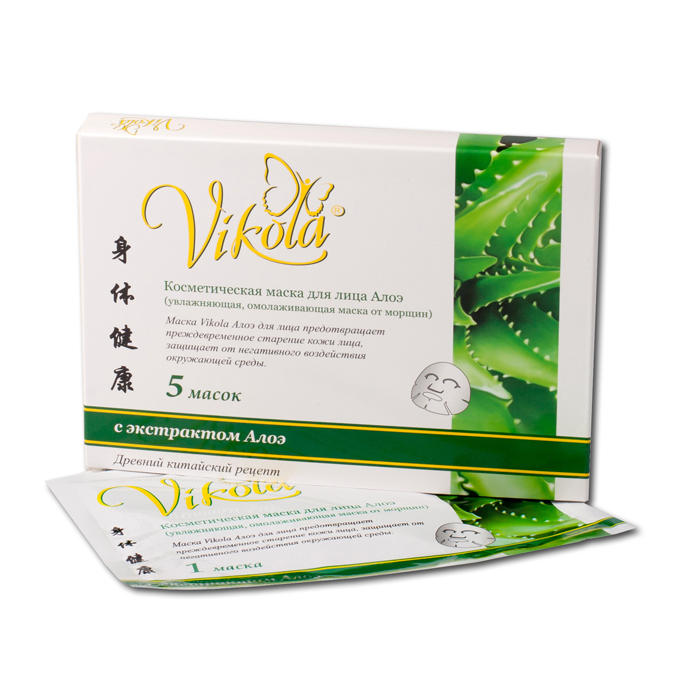 Vikola
Vikola®
Косметическая маска для лица Алоэ
(увлажняющая, омолаживающая маска от морщин)
Маска Vikola Алоэ для лица предотвращает
преждевременное старение кожи лица,
защищает от негативного воздействия
окружающей среды.
5 масок
身
体
健
康
с экстрактом Алоэ
Древний китайский рецепт
Vikola
Косметическая маска для лица Алоэ
(увлажняющая, омолаживающая маска от морщин)
Маска Vikola Алоэ для лица предотвращает
преждевременное старение кожи лица, защищает от
негативного воздействия окружающей среды.
1 маска
身
体
健
康
с экстрактом Алоэ